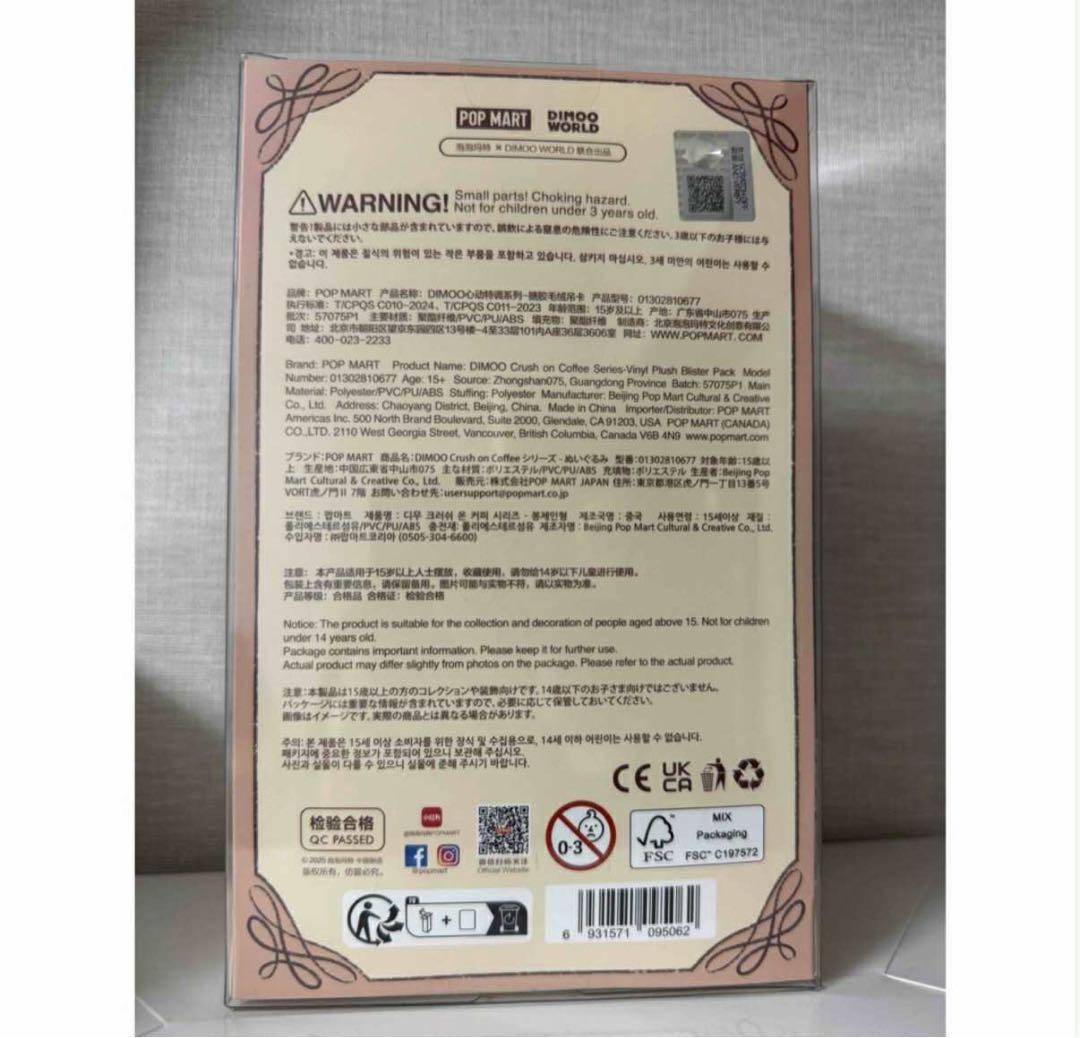 POP MART DIMOO WORLD
泡泡玛特 × DIMOO WORLD 联合出品
WARNING! Small parts! Choking hazard.
Not for children under 3 years old.
警告！製品には小さな部品が含まれていますので、誤飲による窒息の危険性にご注意ください。3歳以下のお子様には与
えないでください。
*경고: 이 제품은 질식의 위험이 있는 작은 부품을 포함하고 있습니다. 삼키지 마십시오. 3세 미만의 어린이는 사용할 수
없습니다.
品牌：POP MART 产品名称：DIMOO心动特调系列-搪胶毛绒吊卡 产品型号：01302810677
执行标准：T/CPQS C010-2024、T/CPQS C011-2023 年龄范围：15岁及以上 产地：广东省中山市075 生产
批次：57075P1 主要材质：聚酯纤维/PVC/PU/ABS 填充物：聚酯纤维 制造商：北京泡泡玛特文化创意有限公
司 地址：北京市朝阳区望京东园四区13号楼-4至33层101内A座36层3606室 网址：WWW.POPMART.COM
电话：400-023-2233
Brand: POP MART Product Name: DIMOO Crush on Coffee Series-Vinyl Plush Blister Pack Model
Number: 01302810677 Age: 15+ Source: Zhongshan075, Guangdong Province Batch: 57075P1 Main
Material: Polyester/PVC/PU/ABS Stuffing: Polyester Manufacturer: Beijing Pop Mart Cultural & Creative
Co., Ltd. Address: Chaoyang District, Beijing, China. Made in China Importer/Distributor: POP MART
Americas Inc. 500 North Brand Boulevard, Suite 2000, Glendale, CA 91203, USA POP MART (CANADA)
CO.,LTD. 2110 West Georgia Street, Vancouver, British Columbia, Canada V6B 4N9 www.popmart.com
ブランド：POP MART 商品名：DIMOO Crush on Coffee シリーズ - ぬいぐるみ 型番：01302810677 対象年齢：15歳以
上 生産地：中国広東省中山市075 主な材質：ポリエステル/PVC/PU/ABS 充填物：ポリエステル 生産者：Beijing Pop
Mart Cultural & Creative Co., Ltd. 販売元：株式会社POP MART JAPAN 住所：東京都港区虎ノ門一丁目13番5号
VORT虎ノ門II 7階 お問い合わせ先：usersupport@popmart.co.jp
브랜드 : 팝마트 제품명 : 디무 크러쉬 온 커피 시리즈 - 봉제인형 제조국명 : 중국 사용연령 : 15세이상 재질 :
폴리에스테르섬유/PVC/PU/ABS 충전재: 폴리에스테르섬유 제조자명 : Beijing Pop Mart Cultural & Creative Co., Ltd.
수입자명 : ㈜팝마트코리아 (0505-304-6600)
注意：本产品适用于15岁以上人士摆放，收藏使用，请勿给14岁以下儿童进行使用。
包装上含有重要信息，请保留备用。图片可能与实物不符，请以实物为准。
产品等级：合格品 合格证：检验合格
Notice: The product is suitable for the collection and decoration of people aged above 15. Not for children
under 14 years old.
Package contains important information. Please keep it for further use.
Actual product may differ slightly from photos on the package. Please refer to the actual product.
注意：本製品は15歳以上の方のコレクションや装飾向けです。14歳以下のお子さま向けではございません。
パッケージには重要な情報が含まれていますので、必要に応じて保管しておいてください。
画像はイメージです。実際の商品とは異なる場合があります。
주의: 본 제품은 15세 이상 소비자를 위한 장식 및 수집용으로, 14세 이하 어린이는 사용할 수 없습니다.
패키지에 중요한 정보가 포함되어 있으니 보관해 주십시오.
사진과 실물이 다를 수 있으니 실물에 준해 주시기 바랍니다.
CE UK CA
检验合格
QC PASSED
©2025 泡泡玛特 中国制造
版权所有，仿冒必究。
小红书
@popmart
微信扫码关注
Official Website
0-3
FSC
MIX
Packaging
FSC™ C197572
FR
+
6 931571 095062